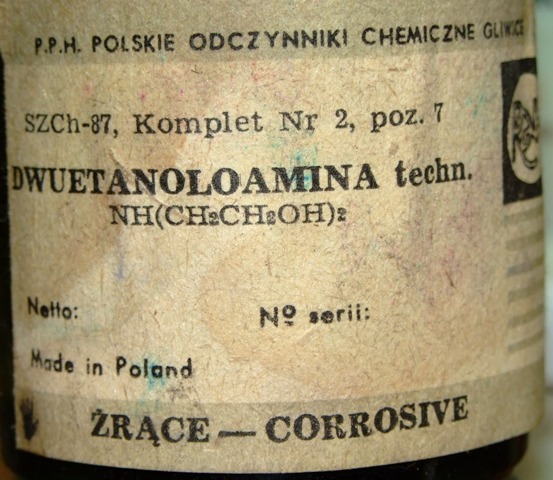 P.P.H. POLSKIE ODCZYNNIKI CHEMICZNE GLIWICE
SZCh-87, Komplet Nr 2, poz. 7
DWUETANOLOAMINA techn.
NH(CH₂CH₂OH)₂
Netto: Nº serii:
Made in Poland
ŻRĄCE — CORROSIVE